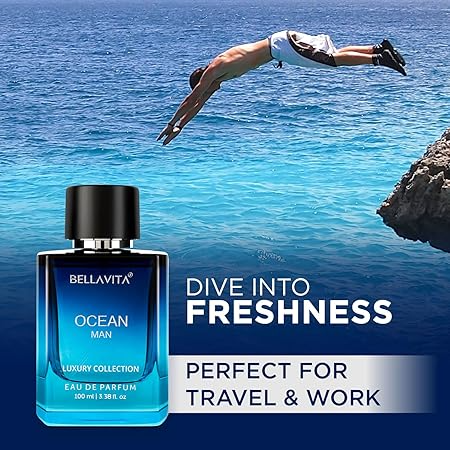 DIVE INTO
FRESHNESS
PERFECT FOR
TRAVEL & WORK
BELLAVITA
OCEAN
MAN
LUXURY COLLECTION
EAU DE PARFUM
100 ml | 3.38 fl. oz